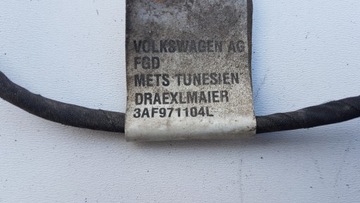 VOLKSWAGEN AG
FGD
METS TUNESIEN
DRAEXLMAIER
3AF971104L